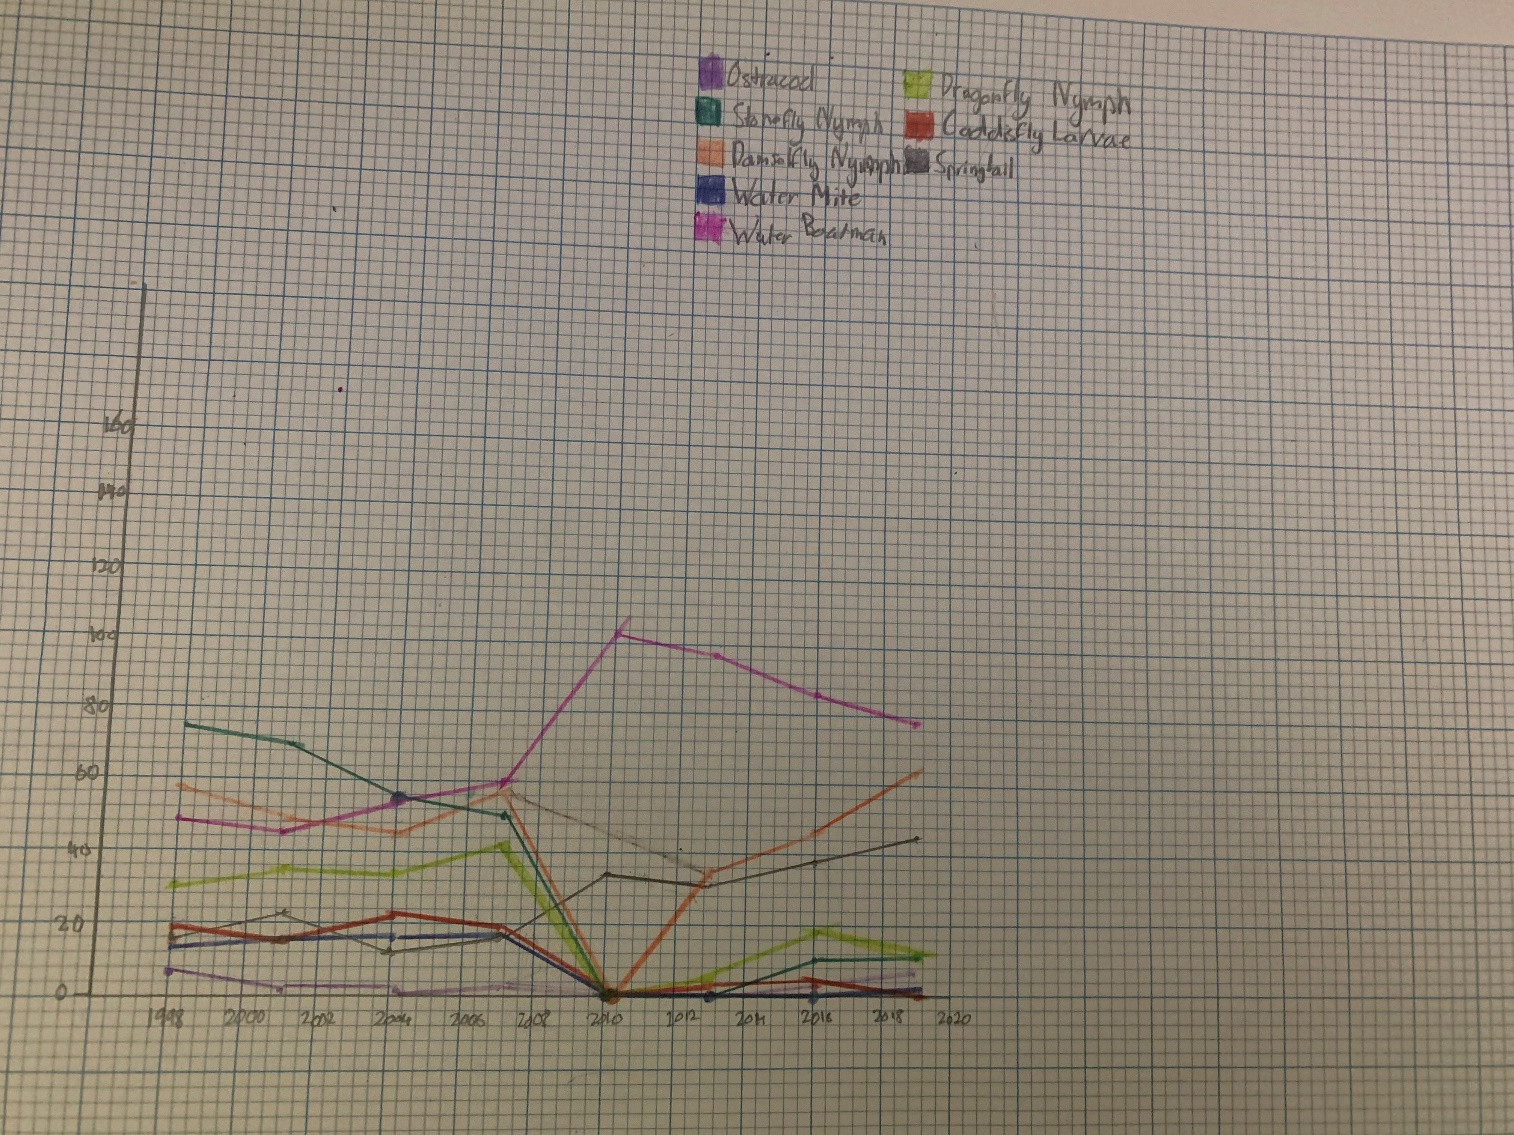 Ostracod
Stonefly Nymph
Damselfly Nymph
Water Mite
Water Boatman
Dragonfly Nymph
Caddisfly Larvae
Springtail
160
140
120
100
80
60
40
20
0
1998 2000 2002 2004 2006 2008 2010 2012 2014 2016 2018 2020